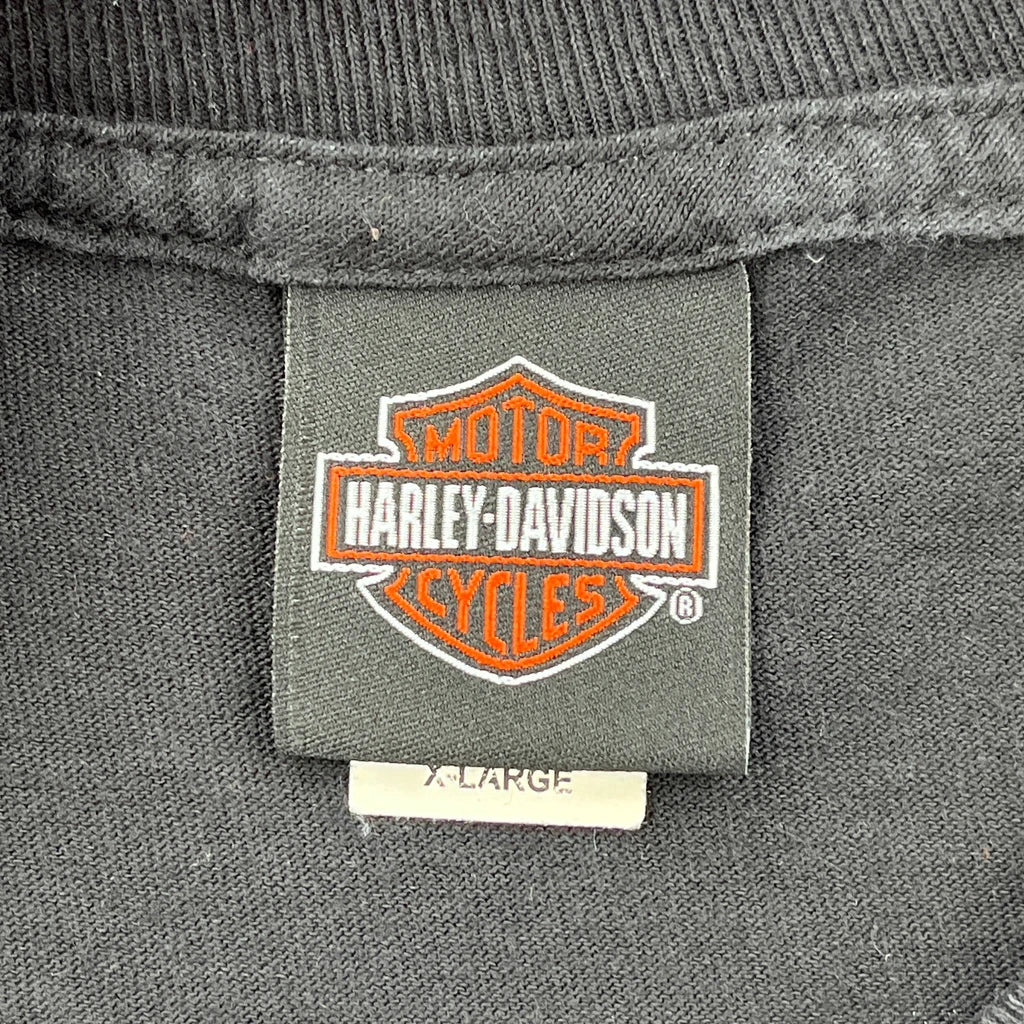 MOTOR
HARLEY-DAVIDSON
CYCLES
®
X-LARGE